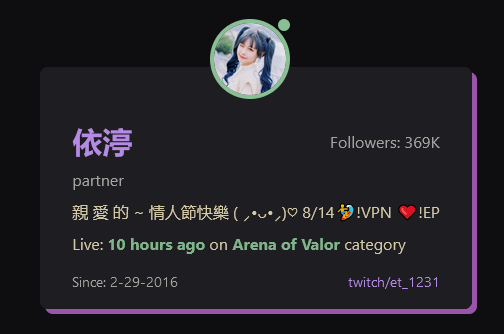 依渟
Followers: 369K
partner
親 愛 的 ~ 情人節快樂 ( ⸝•ᴗ•⸝)♡ 8/14🤾!VPN ❤️!EP
Live: 10 hours ago on Arena of Valor category
Since: 2-29-2016
twitch/et_1231